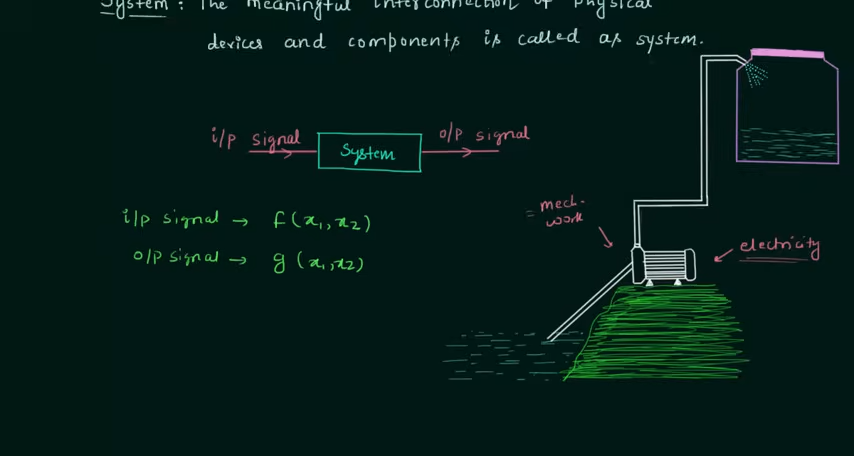 System : The meaningful interconnection of physical
devices and components is called as system.
i/p signal
System
o/p signal
i/p signal → f(x₁, x₂)
o/p signal → g (x₁, x₂)
= mech-
work
electricity